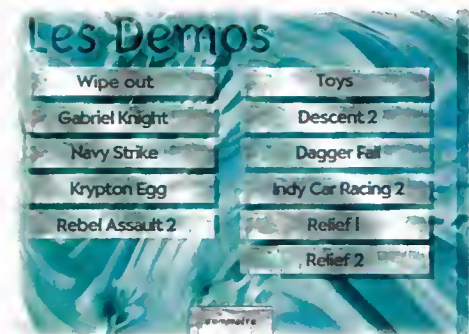 Les Demos
Wipe out
Gabriel Knight
Navy Strike
Krypton Egg
Rebel Assault 2
Toys
Descent 2
Dagger Fall
Indy Car Racing 2
Relief 1
Relief 2
sommaire